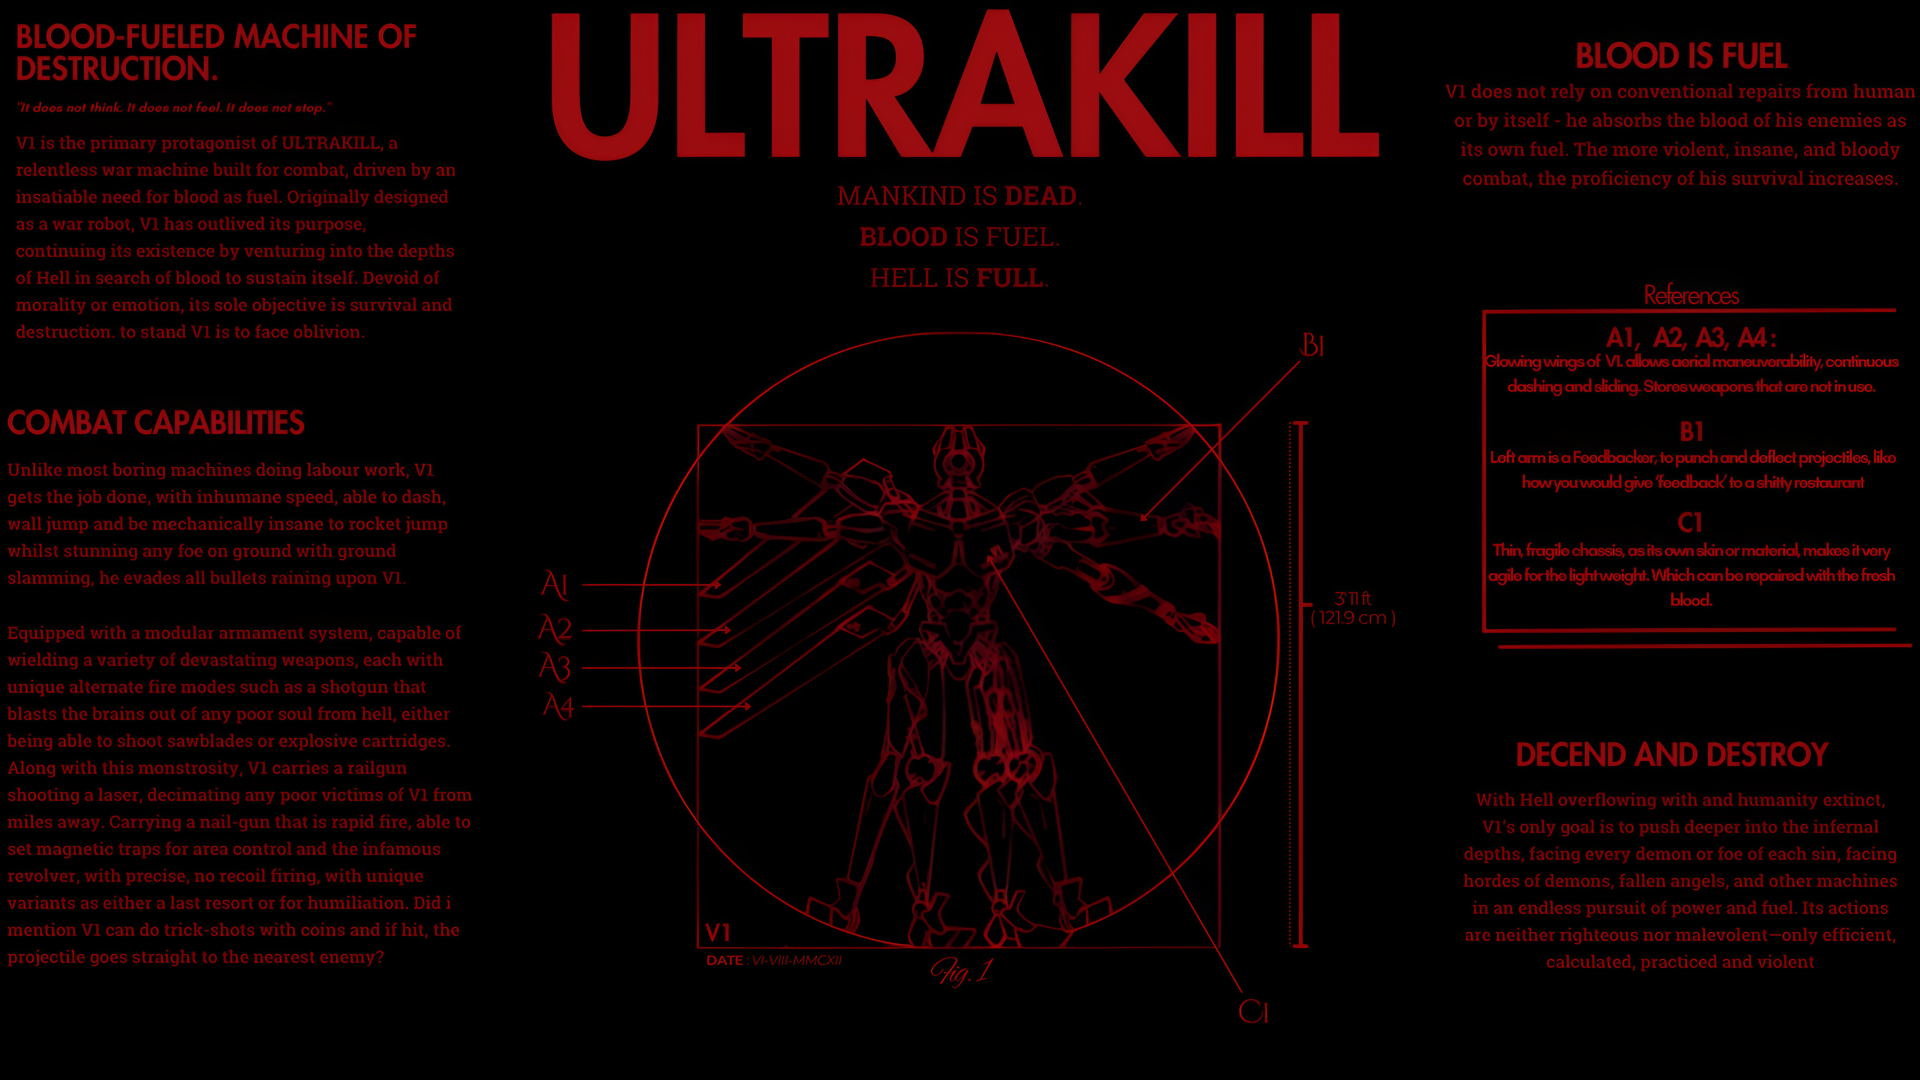 BLOOD-FUELED MACHINE OF
DESTRUCTION.
"It does not think. It does not feel. It does not stop."
V1 is the primary protagonist of ULTRAKILL, a
relentless war machine built for combat, driven by an
insatiable need for blood as fuel. Originally designed
as a war robot, V1 has outlived its purpose,
continuing its existence by venturing into the depths
of Hell in search of blood to sustain itself. Devoid of
morality or emotion, its sole objective is survival and
destruction. to stand V1 is to face oblivion.
COMBAT CAPABILITIES
Unlike most boring machines doing labour work, V1
gets the job done, with inhumane speed, able to dash,
wall jump and be mechanically insane to rocket jump
whilst stunning any foe on ground with ground
slamming, he evades all bullets raining upon V1.
Equipped with a modular armament system, capable of
wielding a variety of devastating weapons, each with
unique alternate fire modes such as a shotgun that
blasts the brains out of any poor soul from hell, either
being able to shoot sawblades or explosive cartridges.
Along with this monstrosity, V1 carries a railgun
shooting a laser, decimating any poor victims of V1 from
miles away. Carrying a nail-gun that is rapid fire, able to
set magnetic traps for area control and the infamous
revolver, with precise, no recoil firing, with unique
variants as either a last resort or for humiliation. Did i
mention V1 can do trick-shots with coins and if hit, the
projectile goes straight to the nearest enemy?
ULTRAKILL
MANKIND IS DEAD.
BLOOD IS FUEL.
HELL IS FULL.
B1
A1
A2
A3
A4
3'11 ft
( 121.9 cm )
V1
DATE : VI-VIII-MMCXII
Fig. 1
C1
BLOOD IS FUEL
V1 does not rely on conventional repairs from human
or by itself - he absorbs the blood of his enemies as
its own fuel. The more violent, insane, and bloody
combat, the proficiency of his survival increases.
References
A1, A2, A3, A4 :
Glowing wings of V1. allows aerial maneuverability, continuous
dashing and sliding. Stores weapons that are not in use.
B1
Left arm is a Feedbacker, to punch and deflect projectiles, like
how you would give 'feedback' to a shitty restaurant
C1
Thin, fragile chassis, as its own skin or material, makes it very
agile for the light weight. Which can be repaired with the fresh
blood.
DECEND AND DESTROY
With Hell overflowing with and humanity extinct,
V1's only goal is to push deeper into the infernal
depths, facing every demon or foe of each sin, facing
hordes of demons, fallen angels, and other machines
in an endless pursuit of power and fuel. Its actions
are neither righteous nor malevolent—only efficient,
calculated, practiced and violent